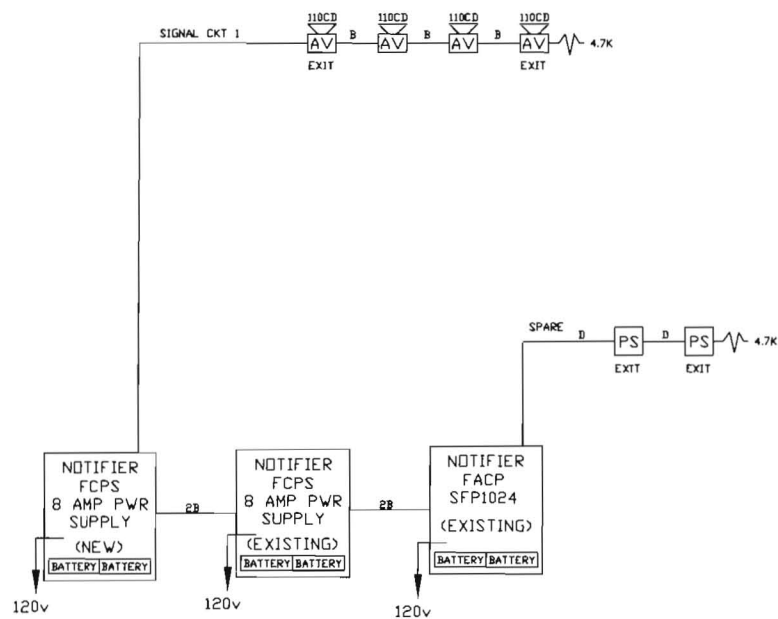 110CD 110CD 110CD 110CD
SIGNAL CKT 1 AV B AV B AV B AV 4.7K
EXIT EXIT
SPARE D PS D PS 4.7K
EXIT EXIT
NOTIFIER
FCPS
8 AMP PWR
SUPPLY
(NEW)
BATTERY BATTERY
120v
2B
NOTIFIER
FCPS
8 AMP PWR
SUPPLY
(EXISTING)
BATTERY BATTERY
120v
2B
NOTIFIER
FACP
SFP1024
(EXISTING)
BATTERY BATTERY
120v